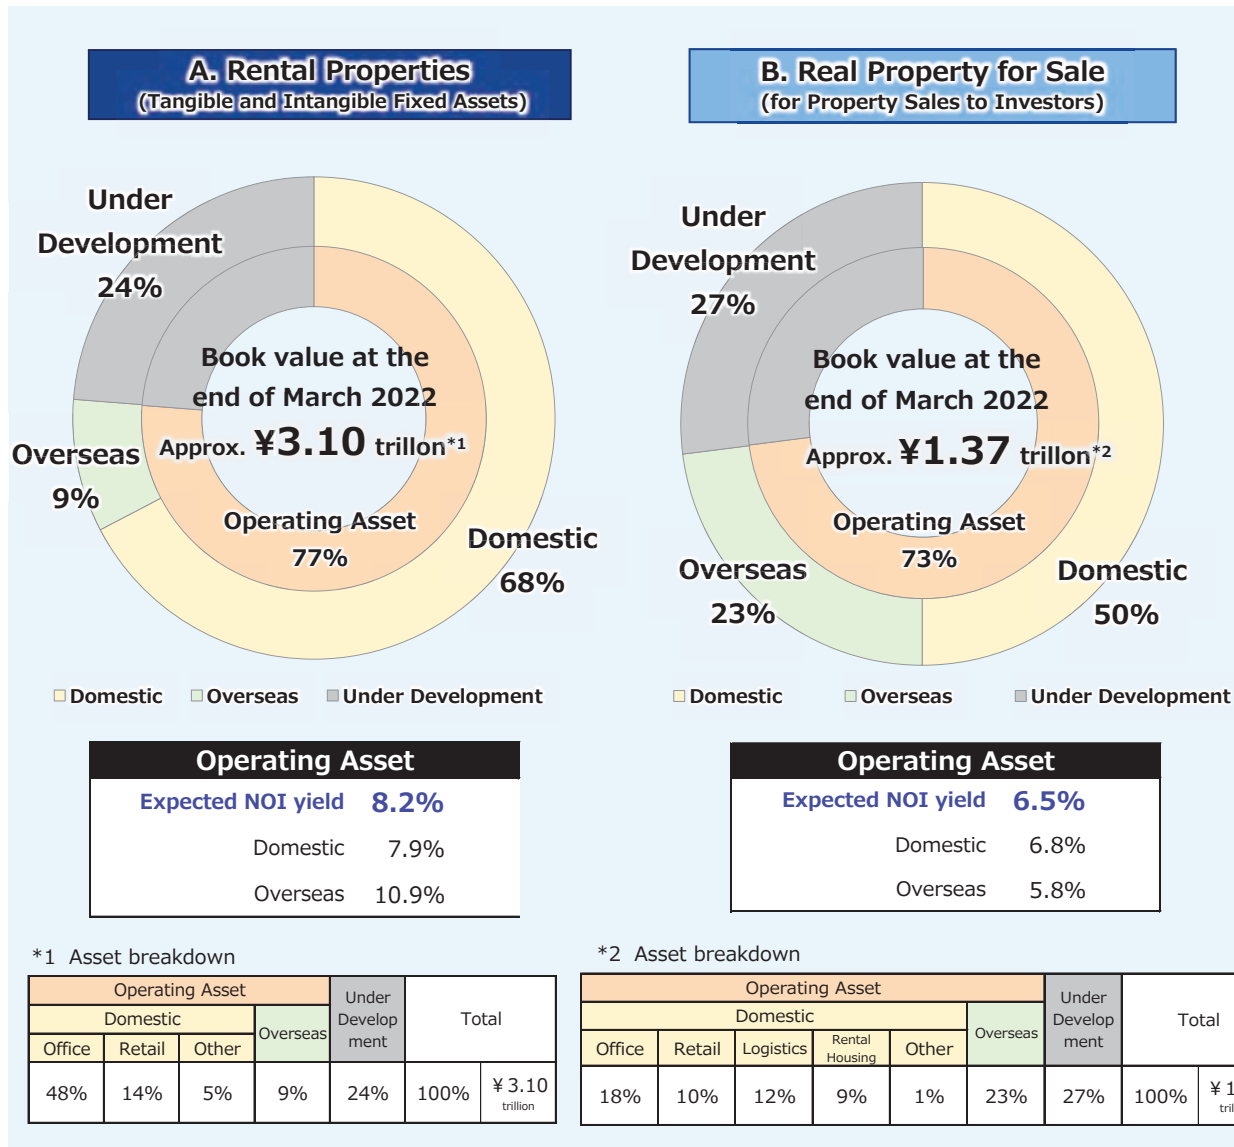 A. Rental Properties
(Tangible and Intangible Fixed Assets)
Under
Development
24%
Book value at the
end of March 2022
Approx. ¥3.10 trillon*1
Overseas
9%
Operating Asset
77%
Domestic
68%
Domestic Overseas Under Development
Operating Asset
Expected NOI yield 8.2%
Domestic 7.9%
Overseas 10.9%
*1 Asset breakdown
Operating Asset
Under
Develop
ment
Total
Domestic
Overseas
Office Retail Other
48% 14% 5% 9% 24% 100% ¥ 3.10
trillion
B. Real Property for Sale
(for Property Sales to Investors)
Under
Development
27%
Book value at the
end of March 2022
Approx. ¥1.37 trillon*2
Operating Asset
73%
Overseas
23%
Domestic
50%
Domestic Overseas Under Development
Operating Asset
Expected NOI yield 6.5%
Domestic 6.8%
Overseas 5.8%
*2 Asset breakdown
Operating Asset
Under
Develop
ment
Total
Domestic
Overseas
Office Retail Logistics Rental
Housing Other
18% 10% 12% 9% 1% 23% 27% 100% ¥ 1